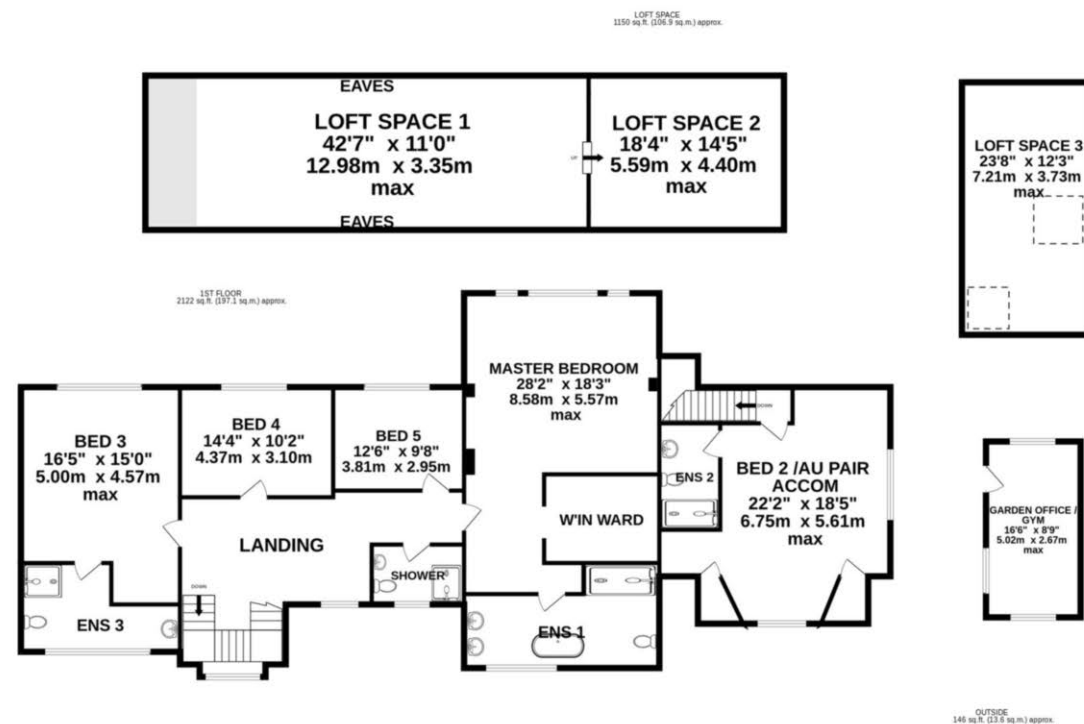 LOFT SPACE
1150 sq.ft. (106.9 sq.m.) approx.
EAVES
LOFT SPACE 1
42'7" x 11'0"
12.98m x 3.35m
max
EAVES
UP
LOFT SPACE 2
18'4" x 14'5"
5.59m x 4.40m
max
LOFT SPACE 3
23'8" x 12'3"
7.21m x 3.73m
max
1ST FLOOR
2122 sq.ft. (197.1 sq.m.) approx.
MASTER BEDROOM
28'2" x 18'3"
8.58m x 5.57m
max
BED 3
16'5" x 15'0"
5.00m x 4.57m
max
BED 4
14'4" x 10'2"
4.37m x 3.10m
BED 5
12'6" x 9'8"
3.81m x 2.95m
DOWN
ENS 2
BED 2 /AU PAIR
ACCOM
22'2" x 18'5"
6.75m x 5.61m
max
W'IN WARD
LANDING
SHOWER
DOWN
ENS 3
ENS 1
GARDEN OFFICE /
GYM
16'6" x 8'9"
5.02m x 2.67m
max
OUTSIDE
146 sq.ft. (13.6 sq.m.) approx.